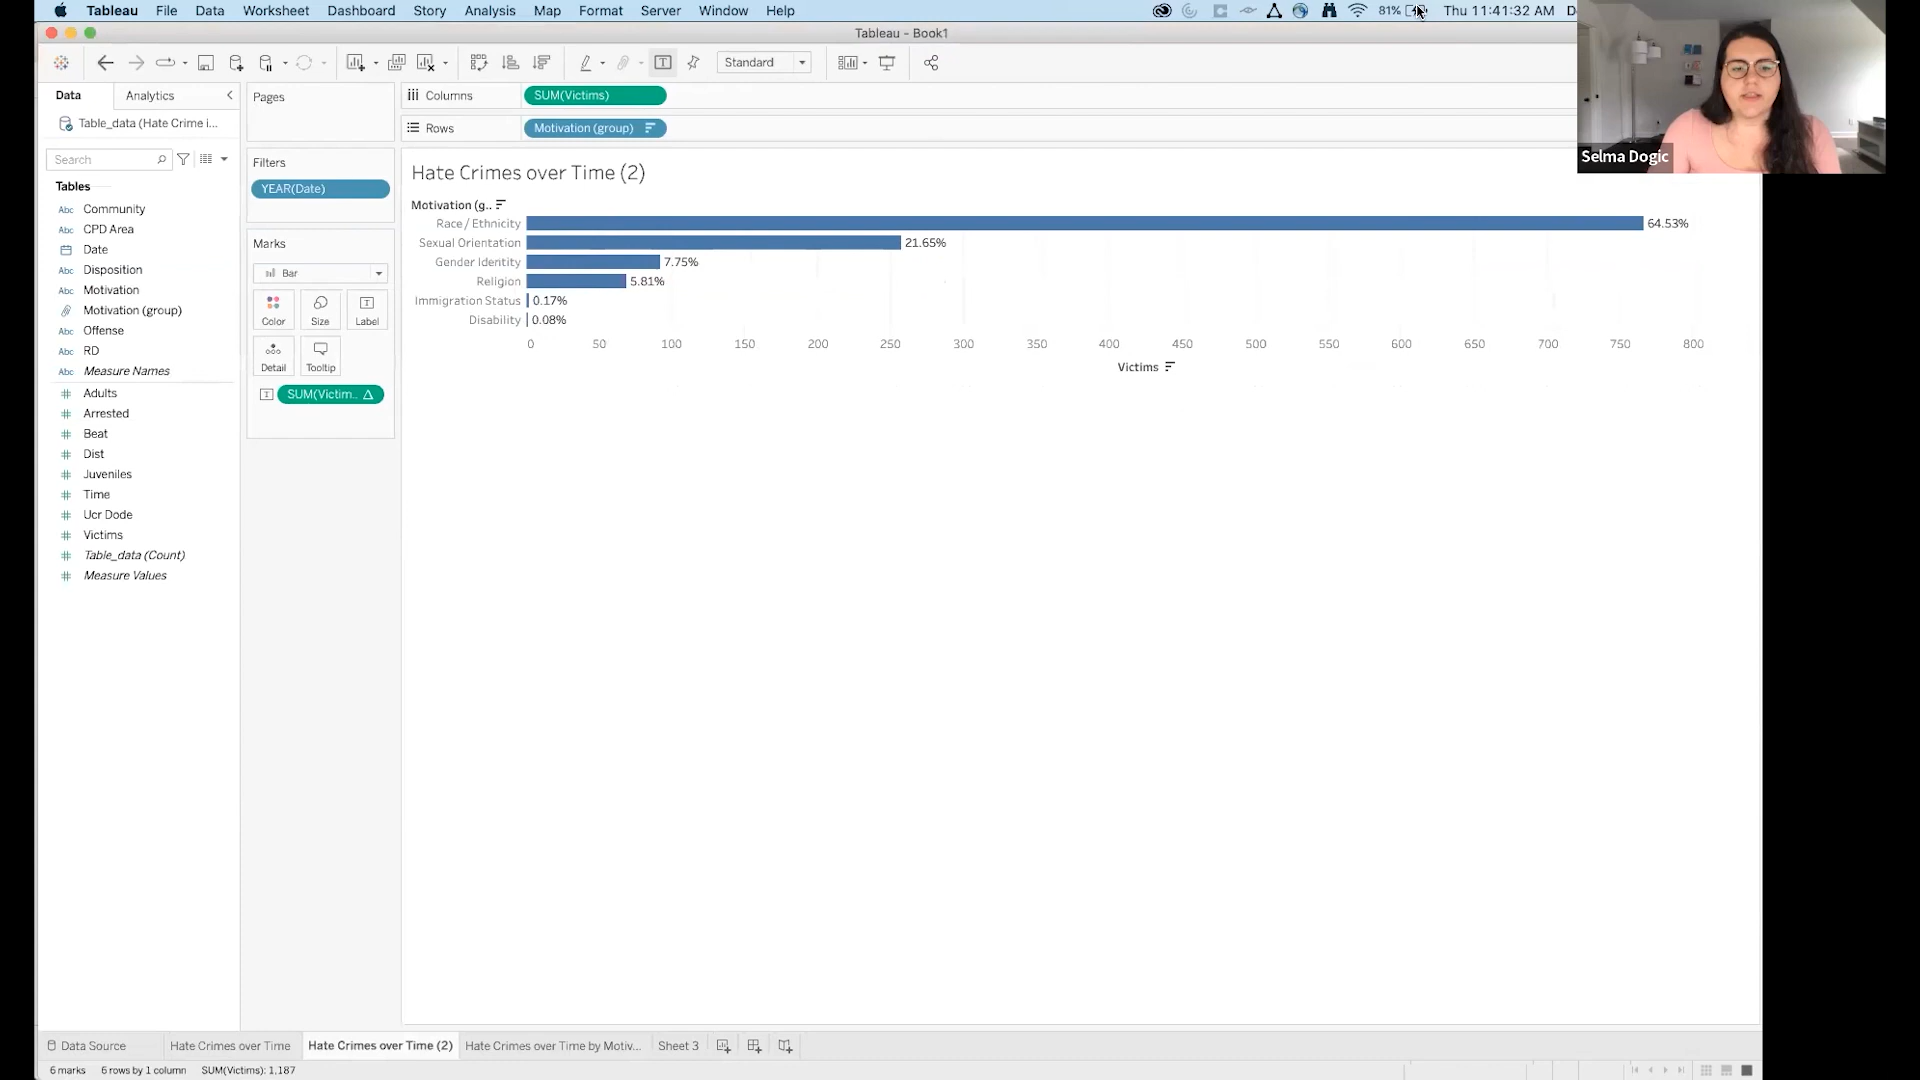 Tableau File Data Worksheet Dashboard Story Analysis Map Format Server Window Help 81% Thu 11:41:32 AM
Tableau - Book1
Standard
Data Analytics
Table_data (Hate Crime i...
Search
Tables
Abc Community
Abc CPD Area
Date
Abc Disposition
Abc Motivation
Motivation (group)
Abc Offense
Abc RD
Abc Measure Names
# Adults
# Arrested
# Beat
# Dist
# Juveniles
# Time
# Ucr Dode
# Victims
# Table_data (Count)
# Measure Values
Pages
Filters
YEAR(Date)
Marks
Bar
Color Size Label
Detail Tooltip
SUM(Victim.. △
Columns SUM(Victims)
Rows Motivation (group)
Hate Crimes over Time (2)
Motivation (g..
Race / Ethnicity 64.53%
Sexual Orientation 21.65%
Gender Identity 7.75%
Religion 5.81%
Immigration Status 0.17%
Disability 0.08%
0 50 100 150 200 250 300 350 400 450 500 550 600 650 700 750 800
Victims
Selma Dogic
Data Source Hate Crimes over Time Hate Crimes over Time (2) Hate Crimes over Time by Motiv... Sheet 3
6 marks 6 rows by 1 column SUM(Victims): 1,187